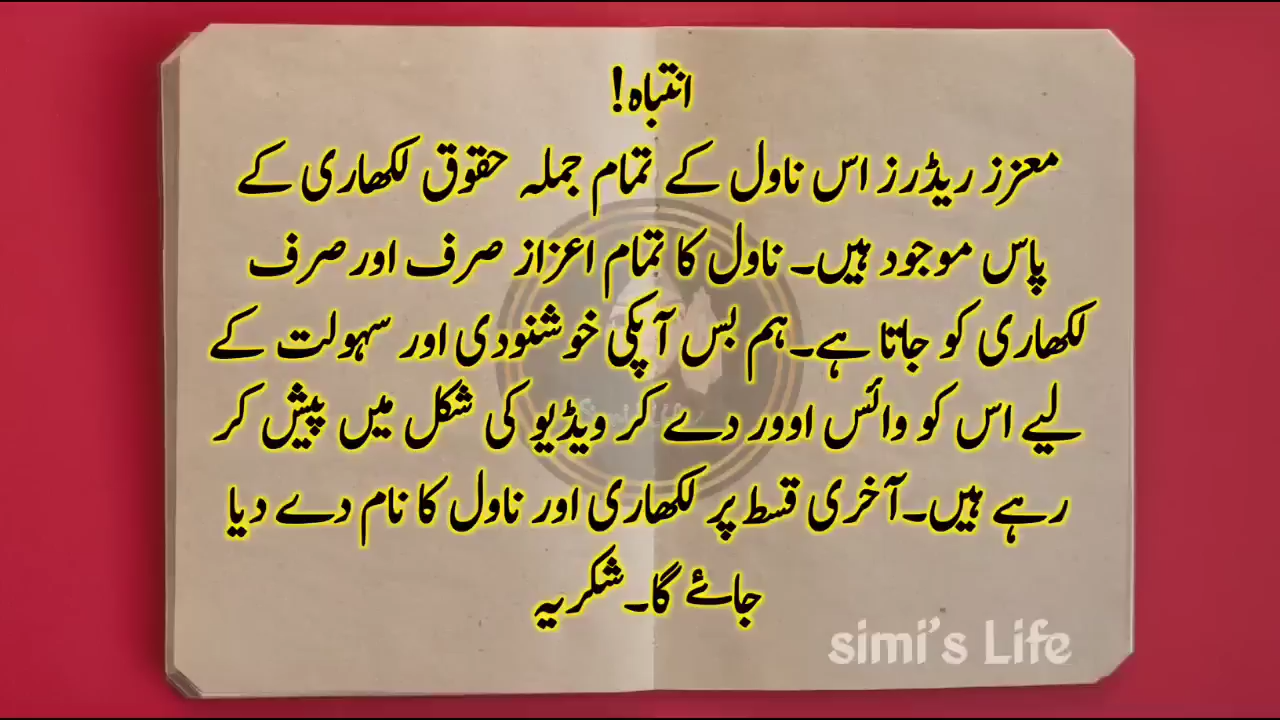 انتباہ!
معزز ریڈرز اس ناول کے تمام جملہ حقوق لکھاری کے
پاس موجود ہیں۔ ناول کا تمام اعزاز صرف اور صرف
لکھاری کو جاتا ہے۔ہم بس آپکی خوشنودی اور سہولت کے
لیے اس کو وائس اوور دے کر ویڈیو کی شکل میں پیش کر
رہے ہیں۔آخری قسط پر لکھاری اور ناول کا نام دے دیا
جائے گا۔شکریہ
simi's Life